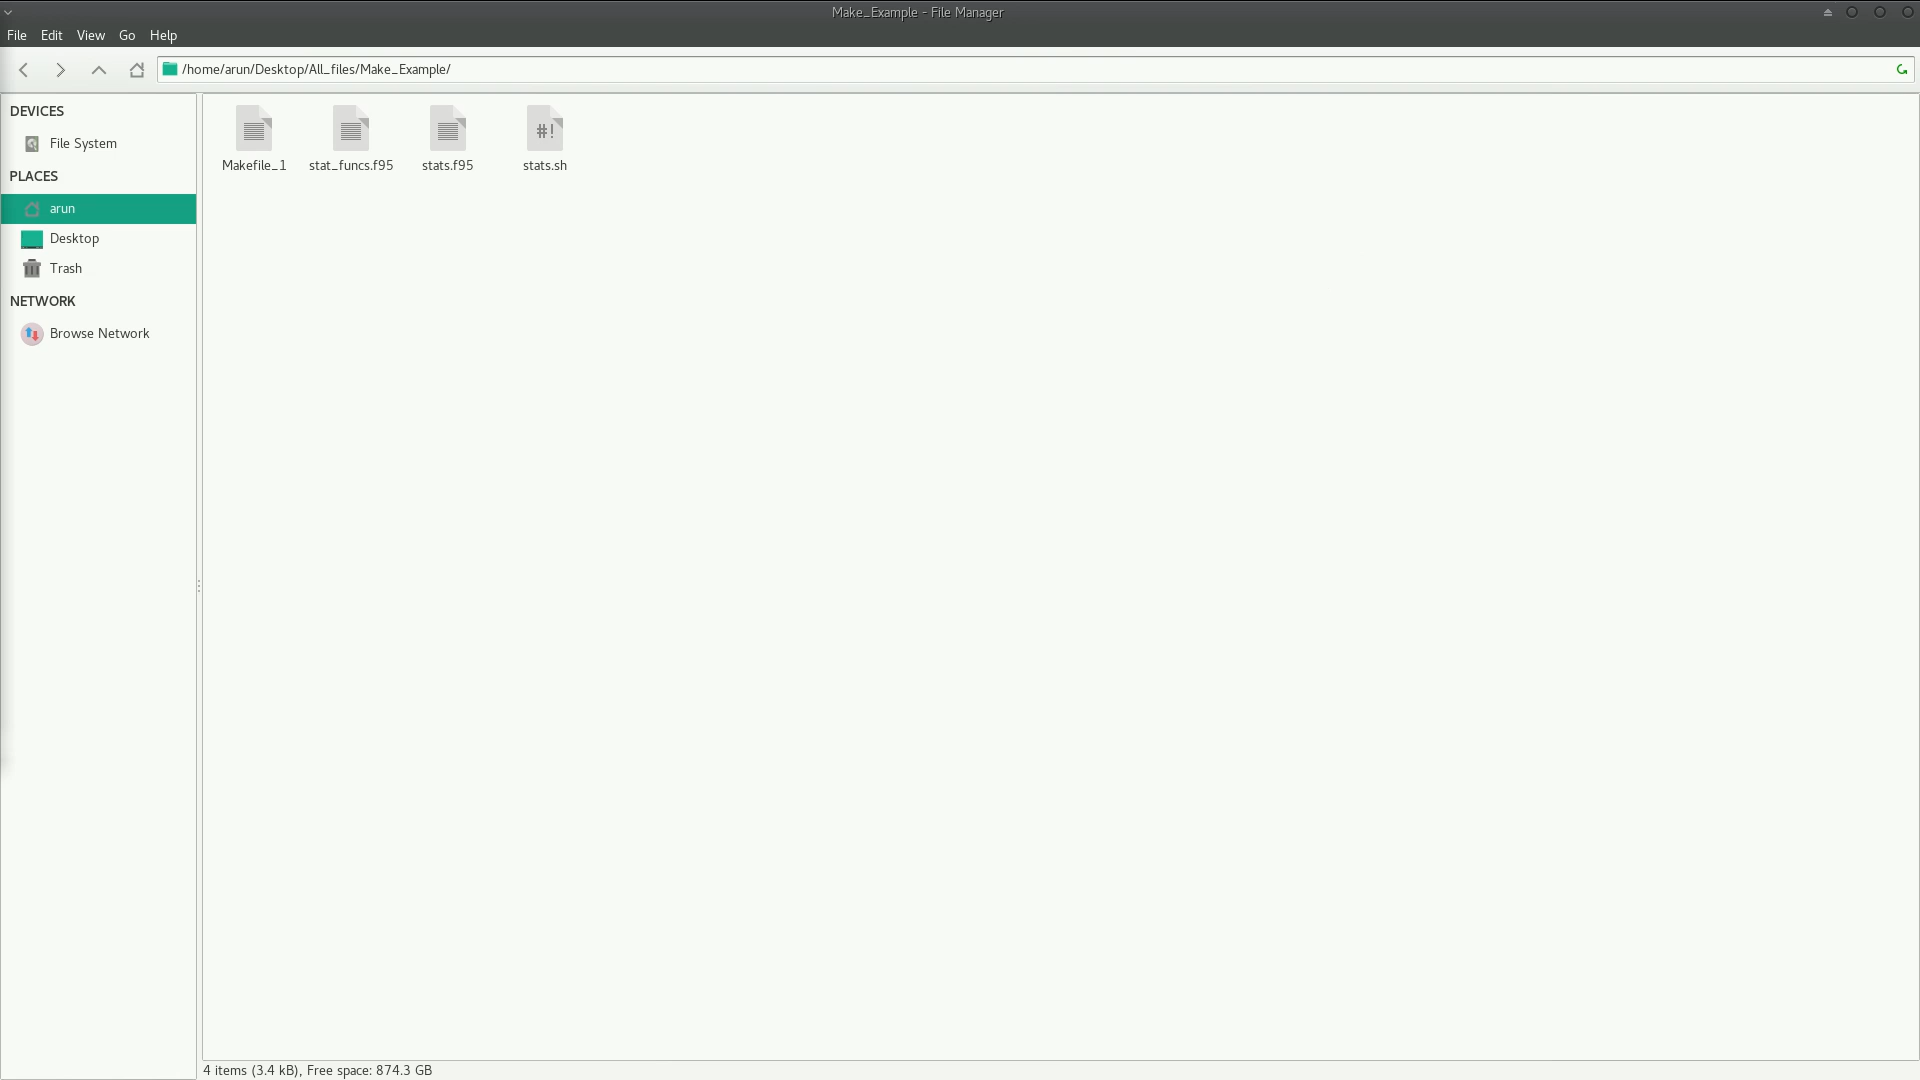 Make_Example - File Manager
File Edit View Go Help
/home/arun/Desktop/All_files/Make_Example/
DEVICES
File System
PLACES
arun
Desktop
Trash
NETWORK
Browse Network
Makefile_1 stat_funcs.f95 stats.f95 stats.sh
#!
4 items (3.4 kB), Free space: 874.3 GB